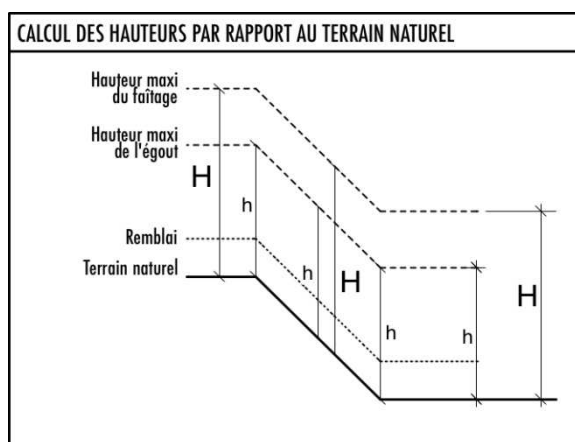 CALCUL DES HAUTEURS PAR RAPPORT AU TERRAIN NATUREL
Hauteur maxi
du faîtage
Hauteur maxi
de l'égout
H
h
Remblai
Terrain naturel
h
H
h
h
H